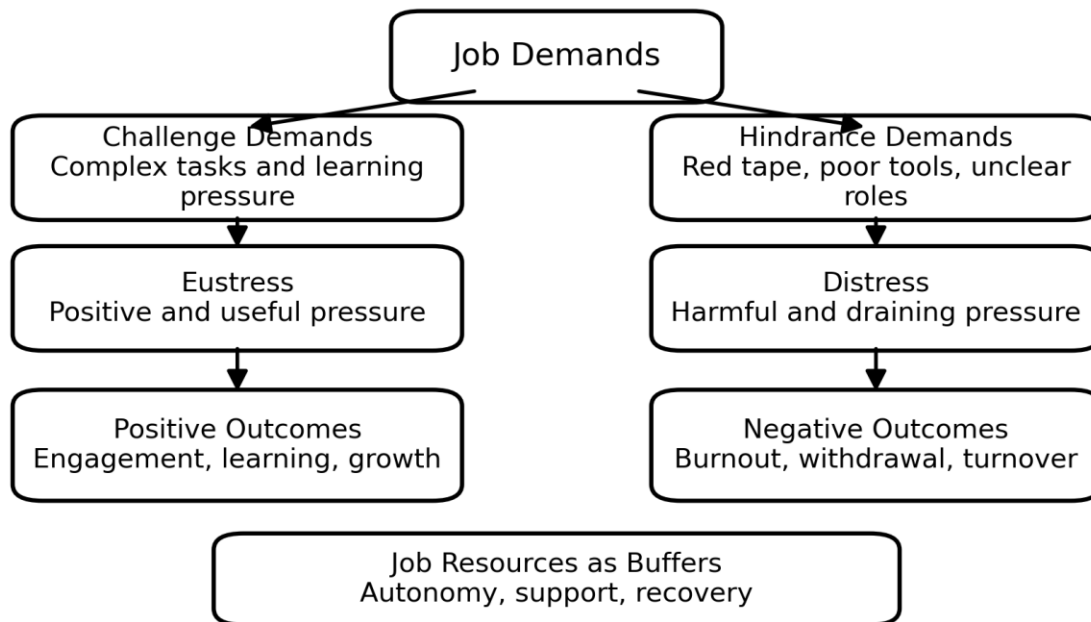 Job Demands
Challenge Demands
Complex tasks and learning
pressure
Hindrance Demands
Red tape, poor tools, unclear
roles
Eustress
Positive and useful pressure
Distress
Harmful and draining pressure
Positive Outcomes
Engagement, learning, growth
Negative Outcomes
Burnout, withdrawal, turnover
Job Resources as Buffers
Autonomy, support, recovery